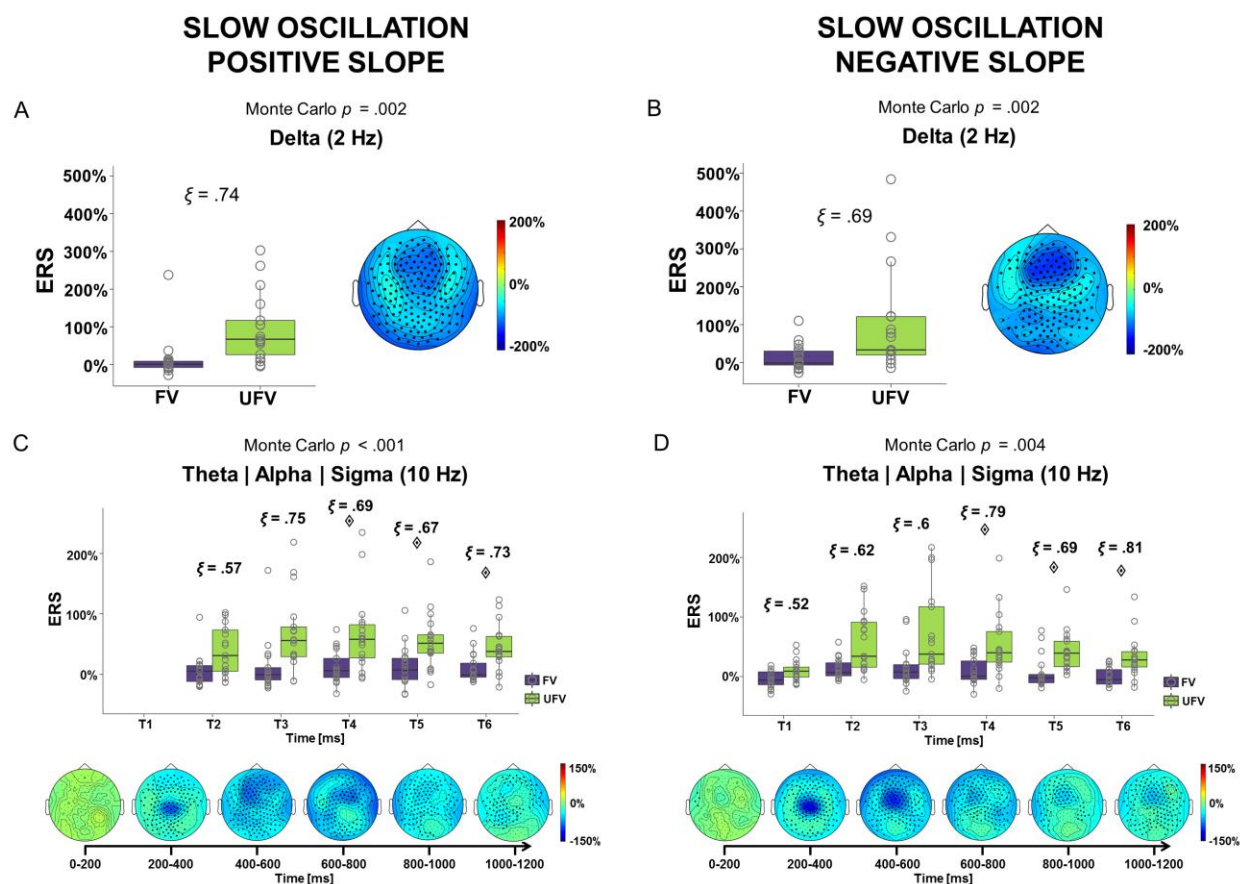 SLOW OSCILLATION
POSITIVE SLOPE
SLOW OSCILLATION
NEGATIVE SLOPE
A
Monte Carlo p = .002
Delta (2 Hz)
500%
400%
300%
200%
100%
0%
ERS
ξ = .74
FV
UFV
200%
0%
-200%
B
Monte Carlo p = .002
Delta (2 Hz)
500%
400%
300%
200%
100%
0%
ERS
ξ = .69
FV
UFV
200%
0%
-200%
C
Monte Carlo p < .001
Theta | Alpha | Sigma (10 Hz)
200%
100%
0%
ERS
ξ = .57
ξ = .75
ξ = .69
ξ = .67
ξ = .73
T1 T2 T3 T4 T5 T6
Time [ms]
FV
UFV
150%
0%
-150%
0-200 200-400 400-600 600-800 800-1000 1000-1200
Time [ms]
D
Monte Carlo p = .004
Theta | Alpha | Sigma (10 Hz)
200%
100%
0%
ERS
ξ = .52
ξ = .62
ξ = .6
ξ = .79
ξ = .69
ξ = .81
T1 T2 T3 T4 T5 T6
Time [ms]
FV
UFV
150%
0%
-150%
0-200 200-400 400-600 600-800 800-1000 1000-1200
Time [ms]